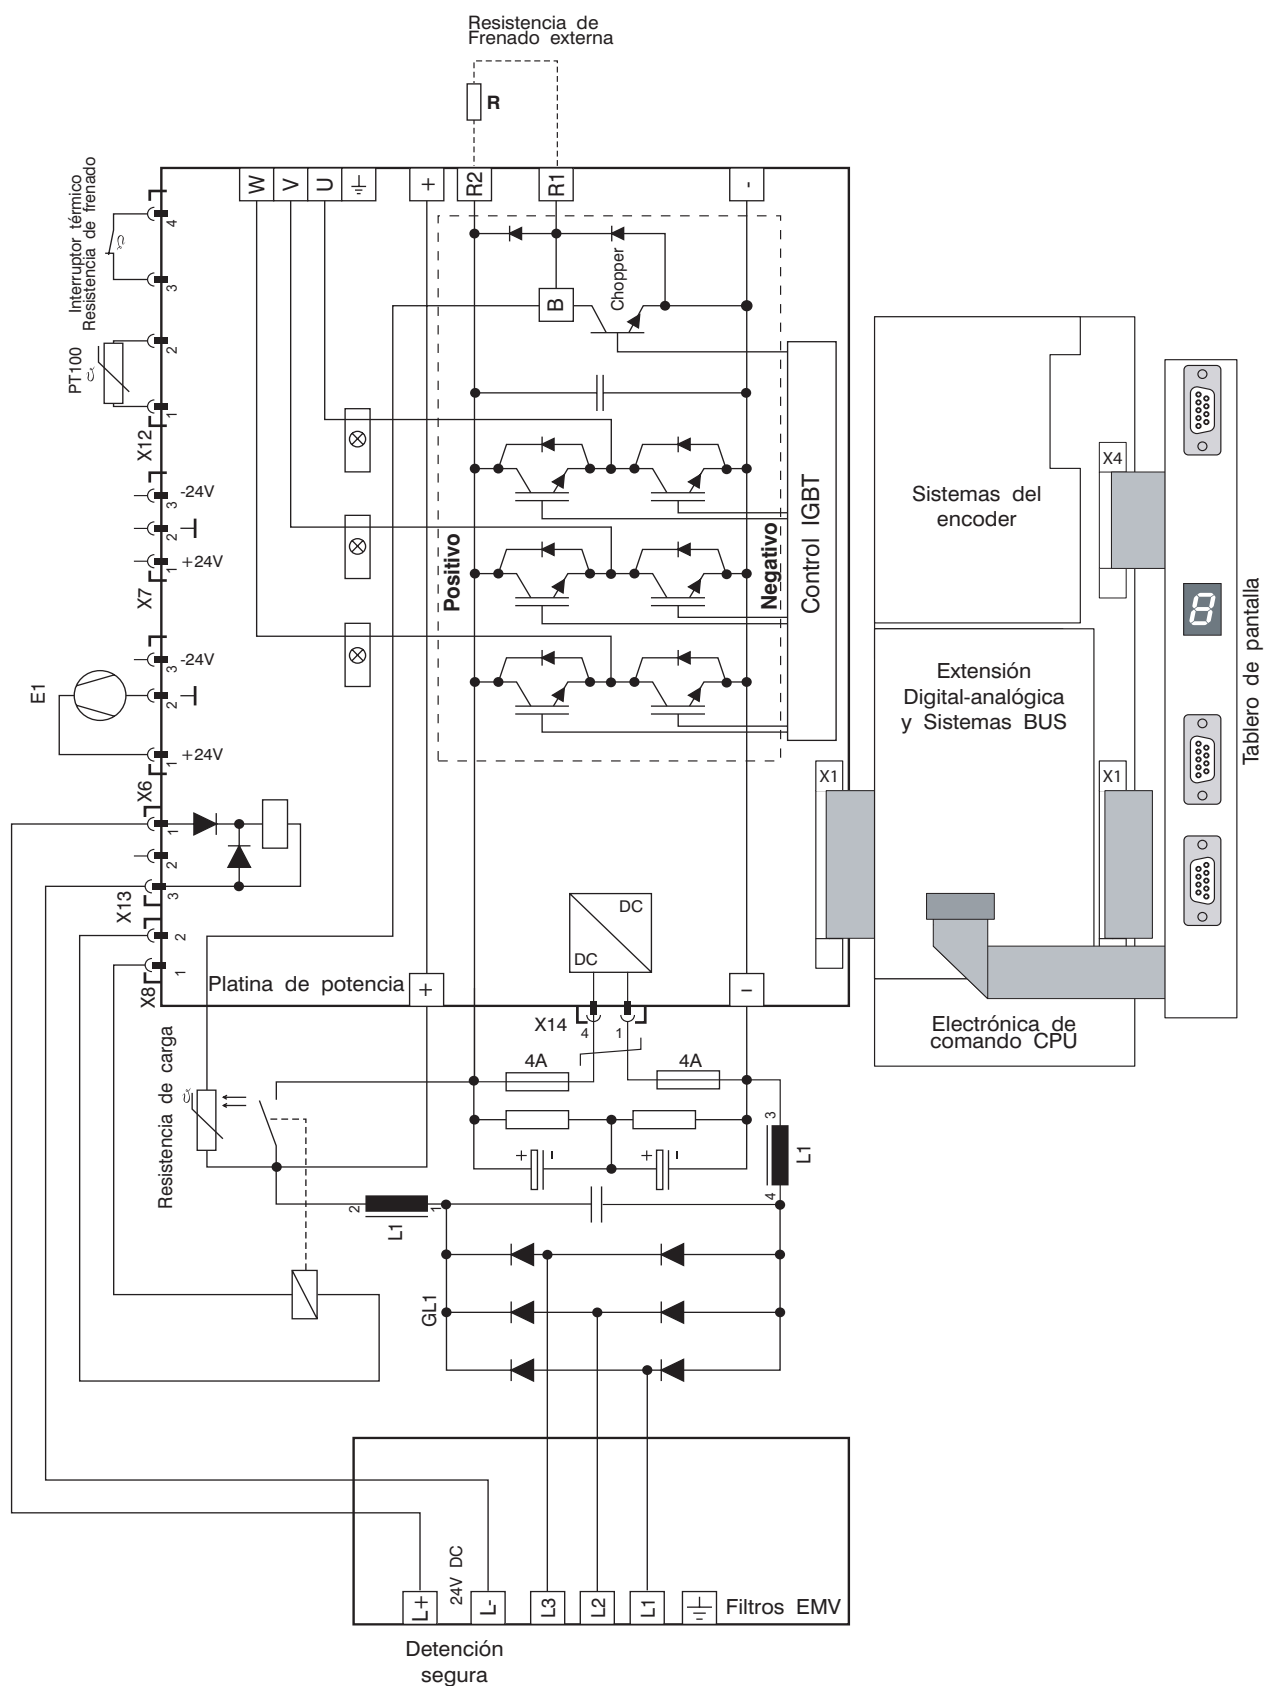 Resistencia de
Frenado externa
R
W
V
U
+
R2
R1
-
Interruptor térmico
Resistencia de frenado
4
3
PT100
2
1
X12
B
Chopper
3
-24V
2
1
+24V
X7
Positivo
Negativo
Control IGBT
3
-24V
2
E1
1
+24V
X6
1
2
3
X13
2
1
X8
Platina de potencia
+
DC
DC
-
X14
4
1
4A
4A
Resistencia de carga
+
-
+
-
3
L1
4
2
L1
1
GL1
L+
24V DC
L-
L3
L2
L1
Filtros EMV
Detención
segura
Sistemas del
encoder
X4
Extensión
Digital-analógica
y Sistemas BUS
X1
X1
8
Tablero de pantalla
Electrónica de
comando CPU